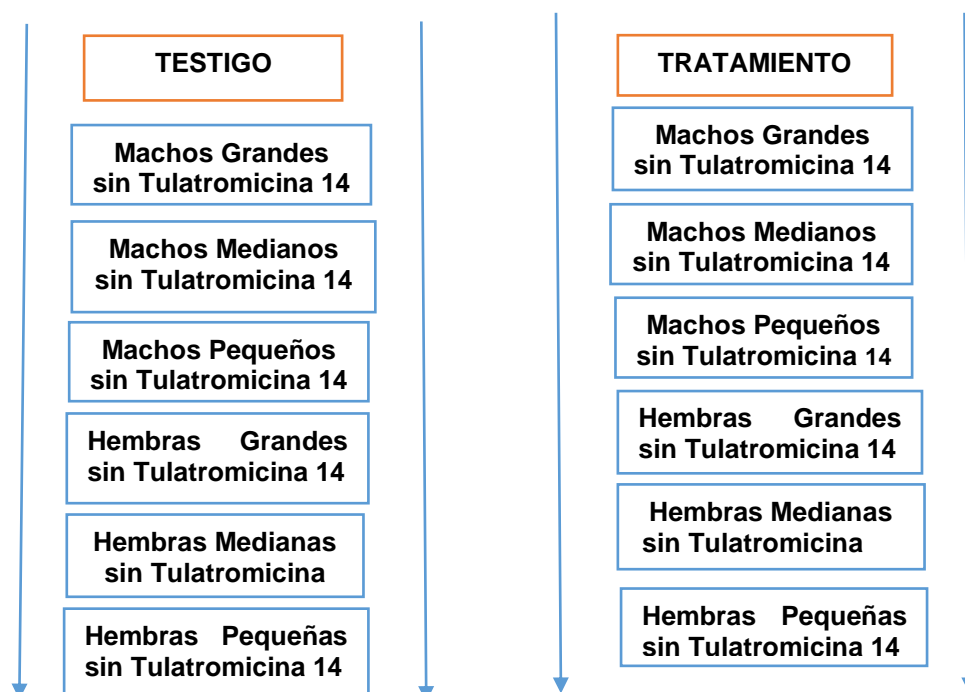 TESTIGO
Machos Grandes
sin Tulatromicina 14
Machos Medianos
sin Tulatromicina 14
Machos Pequeños
sin Tulatromicina 14
Hembras Grandes
sin Tulatromicina 14
Hembras Medianas
sin Tulatromicina
Hembras Pequeñas
sin Tulatromicina 14
TRATAMIENTO
Machos Grandes
sin Tulatromicina 14
Machos Medianos
sin Tulatromicina 14
Machos Pequeños
sin Tulatromicina 14
Hembras Grandes
sin Tulatromicina 14
Hembras Medianas
sin Tulatromicina
Hembras Pequeñas
sin Tulatromicina 14